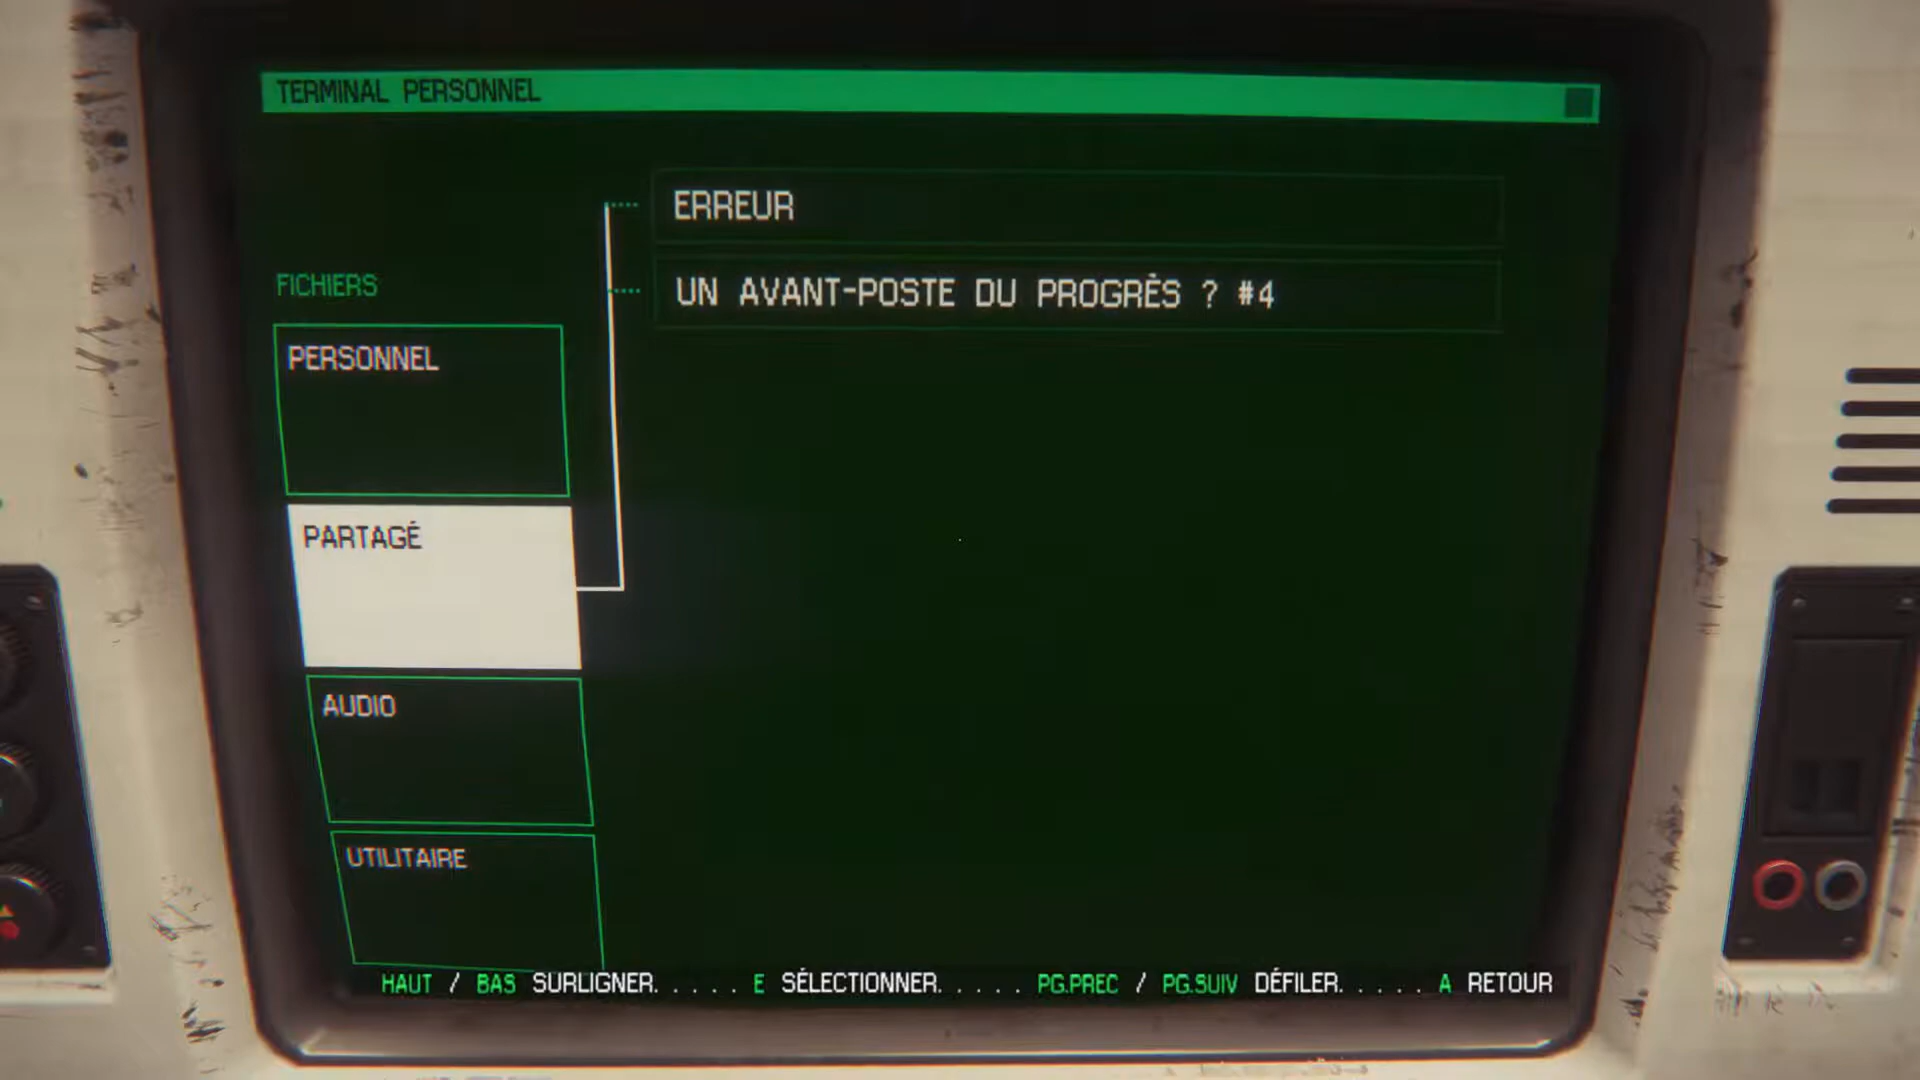 TERMINAL PERSONNEL
ERREUR
UN AVANT-POSTE DU PROGRÈS ? #4
FICHIERS
PERSONNEL
PARTAGÉ
AUDIO
UTILITAIRE
HAUT / BAS SURLIGNER. . . . . E SÉLECTIONNER. . . . . PG.PREC / PG.SUIV DÉFILER. . . . . A RETOUR